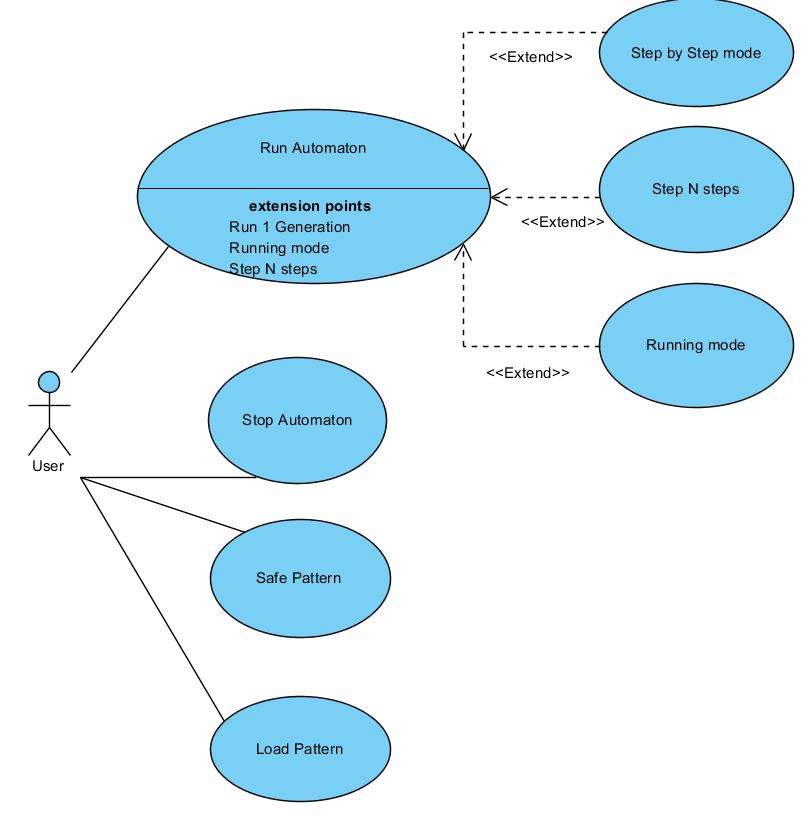 Step by Step mode
<<Extend>>
Run Automaton
extension points
Run 1 Generation
Running mode
Step N steps
Step N steps
<<Extend>>
Running mode
<<Extend>>
Stop Automaton
User
Safe Pattern
Load Pattern